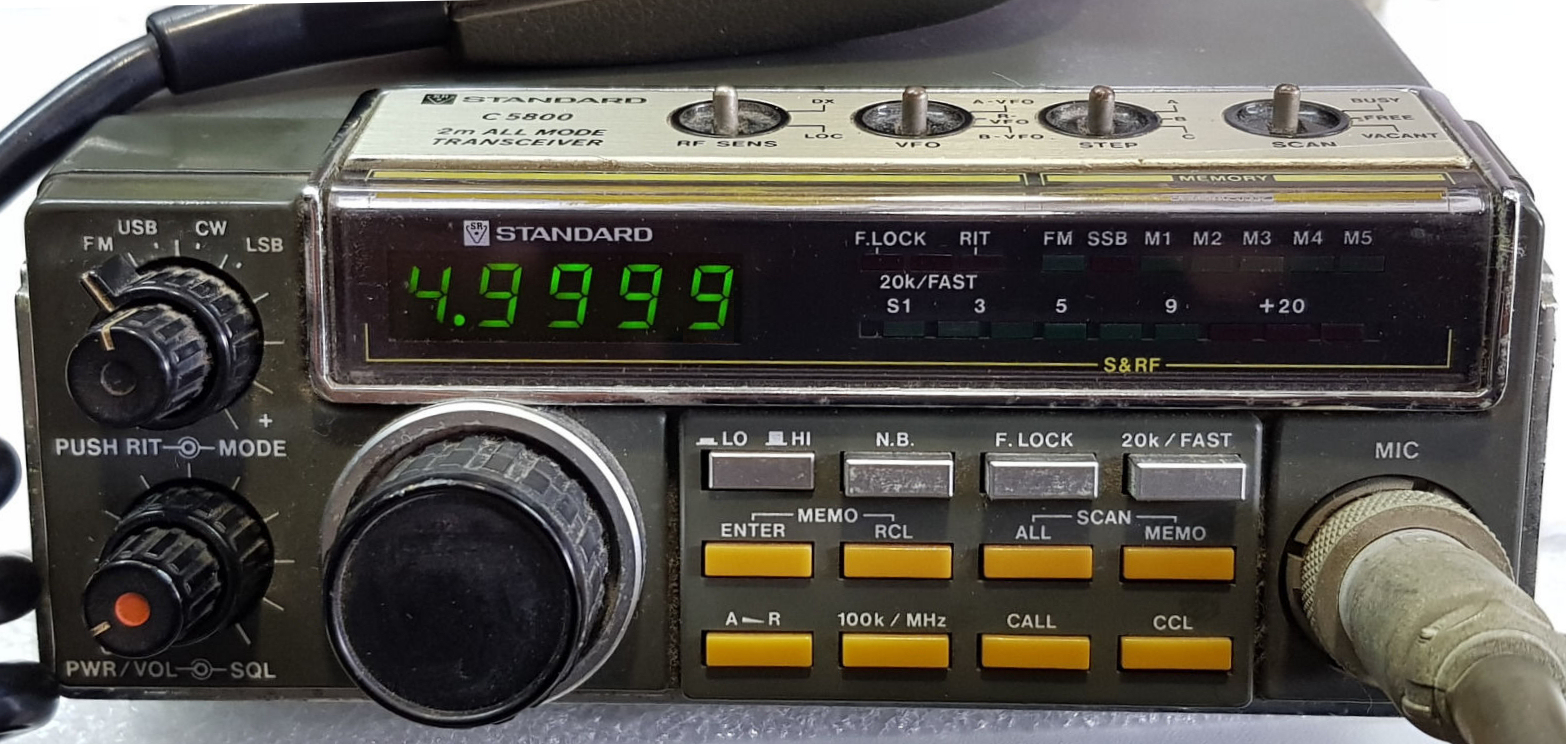 STANDARD
C5800
2m ALL MODE
TRANSCEIVER
DX
LOC
RF SENS
A-VFO
R-VFO
B-VFO
VFO
A
B
C
STEP
BUSY
FREE
VACANT
SCAN
MEMORY
SR STANDARD
4.9999
F.LOCK RIT FM SSB M1 M2 M3 M4 M5
20k/FAST
S1 3 5 9 +20
S&RF
FM USB CW LSB
+
PUSH RIT MODE
PWR/VOL SQL
LO HI N.B. F.LOCK 20k/FAST
MEMO SCAN
ENTER RCL ALL MEMO
A R 100k/MHz CALL CCL
MIC